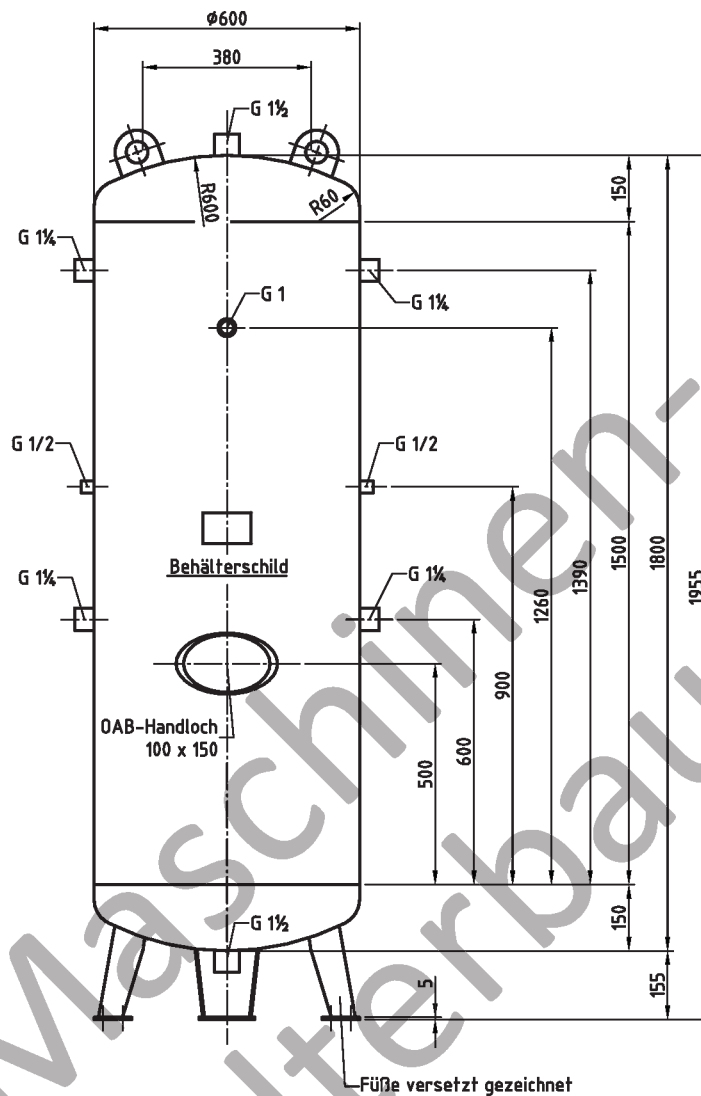 ø600
380
G 1½
R600
R60
150
G 1¼
G 1¼
G 1
G 1/2
G 1/2
Behälterschild
G 1¼
G 1¼
OAB-Handloch
100 x 150
500
600
900
1260
1390
1500
1800
1955
G 1½
150
5
155
Füße versetzt gezeichnet
Maschinen-